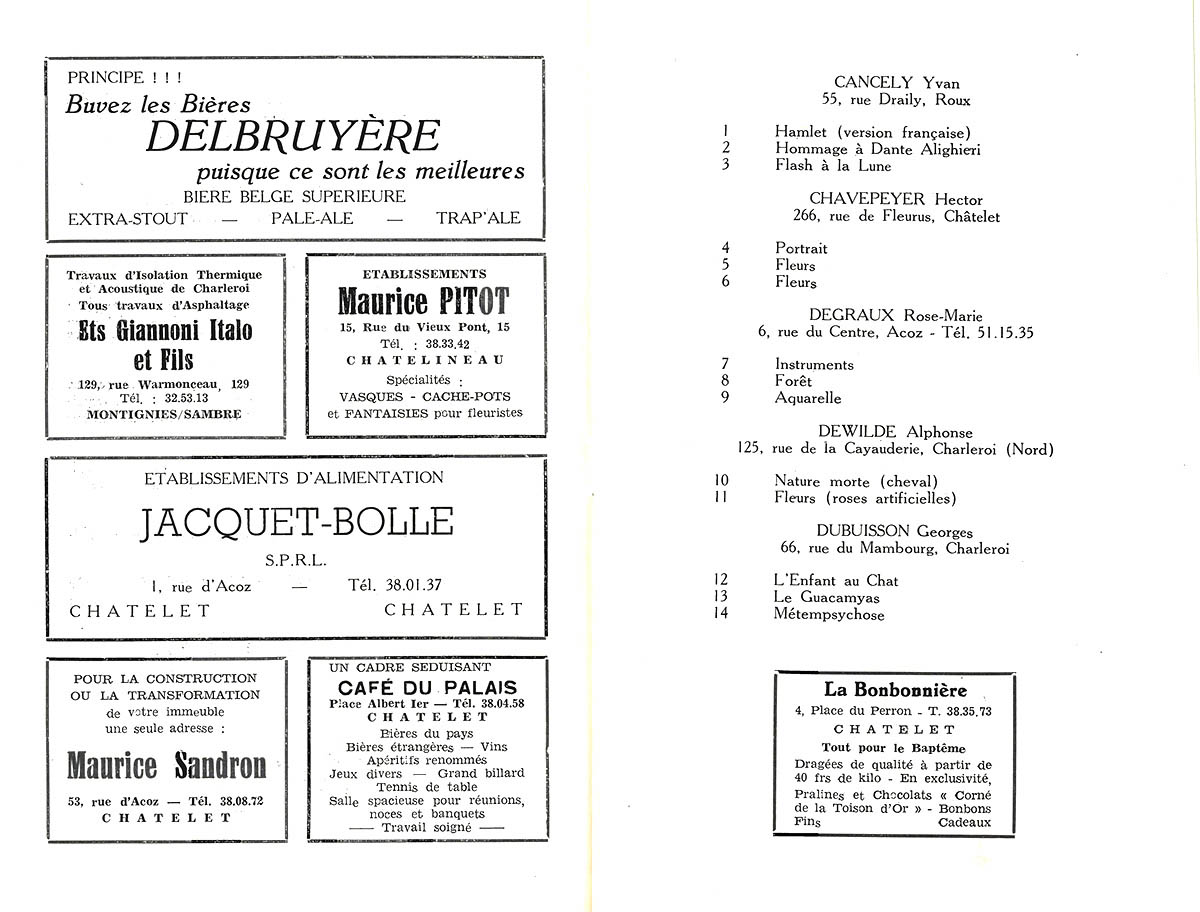 PRINCIPE ! ! !
Buvez les Bières
DELBRUYÈRE
puisque ce sont les meilleures
BIERE BELGE SUPERIEURE
EXTRA-STOUT — PALE-ALE — TRAP'ALE
Travaux d'Isolation Thermique
et Acoustique de Charleroi
Tous travaux d'Asphaltage
Ets Giannoni Italo
et Fils
129, rue Warmonceau, 129
Tél. : 32.53.13
MONTIGNIES/SAMBRE
ETABLISSEMENTS
Maurice PITOT
15, Rue du Vieux Pont, 15
Tél. : 38.33.42
CHATELINEAU
Spécialités :
VASQUES - CACHE-POTS
et FANTAISIES pour fleuristes
ETABLISSEMENTS D'ALIMENTATION
JACQUET-BOLLE
S.P.R.L.
1, rue d'Acoz — Tél. 38.01.37
CHATELET CHATELET
POUR LA CONSTRUCTION
OU LA TRANSFORMATION
de votre immeuble
une seule adresse :
Maurice Sandron
53, rue d'Acoz — Tél. 38.08.72
CHATELET
UN CADRE SEDUISANT
CAFÉ DU PALAIS
Place Albert Ier — Tél. 38.04.58
CHATELET
Bières du pays
Bières étrangères — Vins
Apéritifs renommés
Jeux divers — Grand billard
Tennis de table
Salle spacieuse pour réunions,
noces et banquets
— Travail soigné —
CANCELY Yvan
55, rue Draily, Roux
1 Hamlet (version française)
2 Hommage à Dante Alighieri
3 Flash à la Lune
CHAVEPEYER Hector
266, rue de Fleurus, Châtelet
4 Portrait
5 Fleurs
6 Fleurs
DEGRAUX Rose-Marie
6, rue du Centre, Acoz - Tél. 51.15.35
7 Instruments
8 Forêt
9 Aquarelle
DEWILDE Alphonse
125, rue de la Cayauderie, Charleroi (Nord)
10 Nature morte (cheval)
11 Fleurs (roses artificielles)
DUBUISSON Georges
66, rue du Mambourg, Charleroi
12 L'Enfant au Chat
13 Le Guacamyas
14 Métempsychose
La Bonbonnière
4, Place du Perron - T. 38.35.73
CHATELET
Tout pour le Baptême
Dragées de qualité à partir de
40 frs de kilo - En exclusivité,
Pralines et Chocolats « Corné
de la Toison d'Or » - Bonbons
Fins Cadeaux